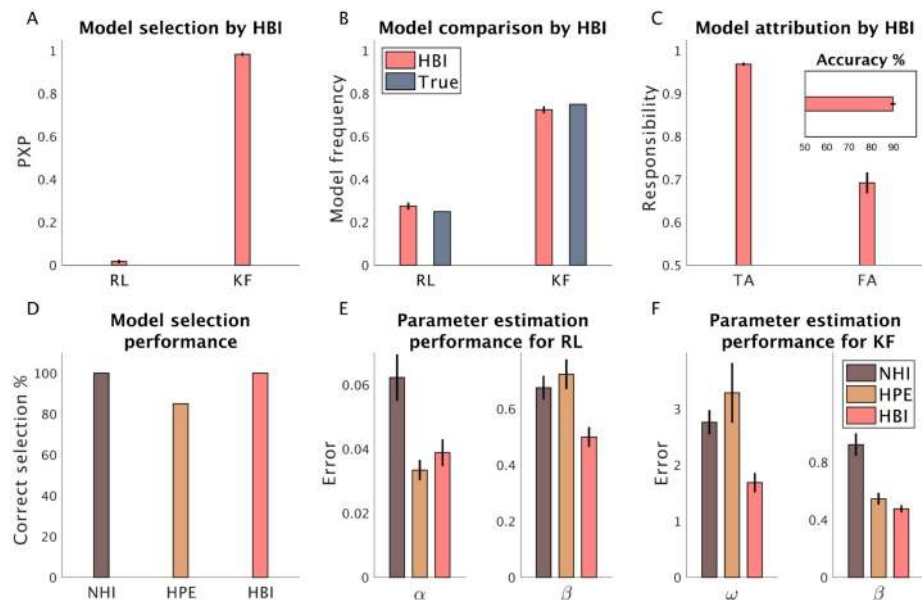 A
Model selection by HBI
PXP
1
0.8
0.6
0.4
0.2
0
RL KF
B
Model comparison by HBI
Model frequency
1
0.8
0.6
0.4
0.2
0
HBI
True
RL KF
C
Model attribution by HBI
Responsibility
1
0.9
0.8
0.7
0.6
0.5
Accuracy %
50 60 70 80 90
TA FA
D
Model selection
performance
Correct selection %
100
80
60
40
20
0
NHI HPE HBI
E
Parameter estimation
performance for RL
Error
0.06
0.04
0.02
0
α
0.6
0.4
0.2
0
β
F
Parameter estimation
performance for KF
Error
3
2
1
0
ω
NHI
HPE
HBI
0.8
0.4
0
β